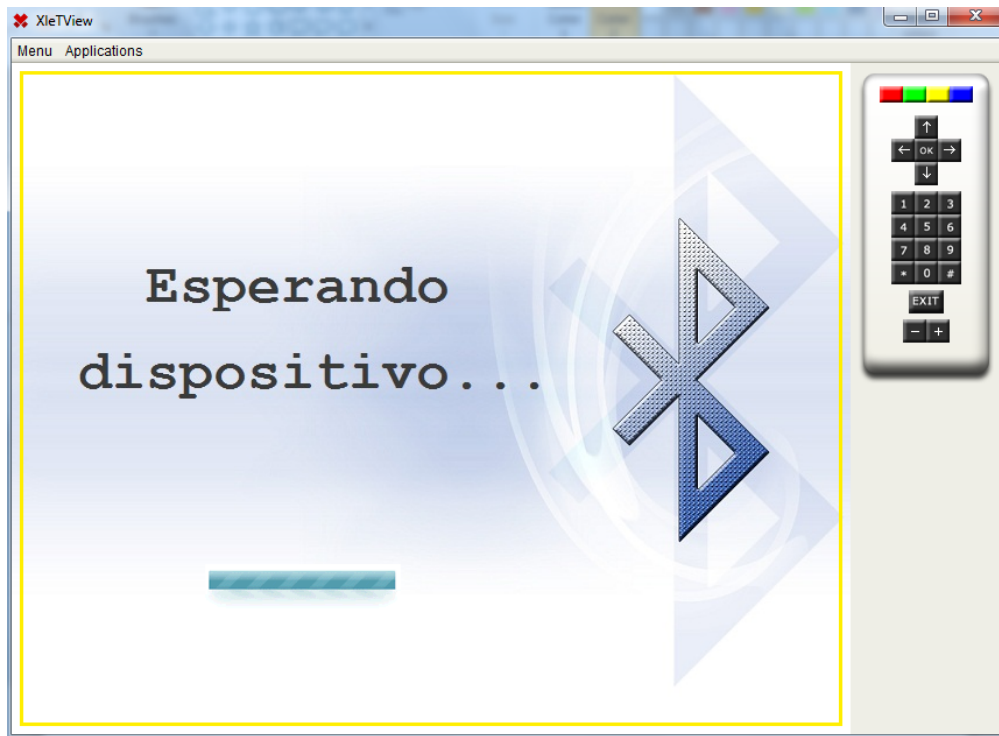 XleTView
Menu Applications
Esperando
dispositivo...
↑
← OK →
↓
1 2 3
4 5 6
7 8 9
* 0 #
EXIT
− +